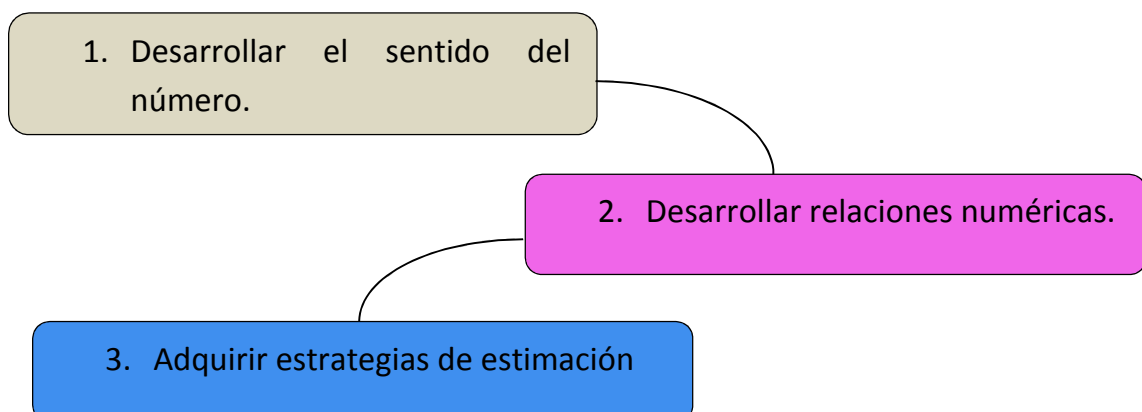 1. Desarrollar el sentido del
número.
2. Desarrollar relaciones numéricas.
3. Adquirir estrategias de estimación